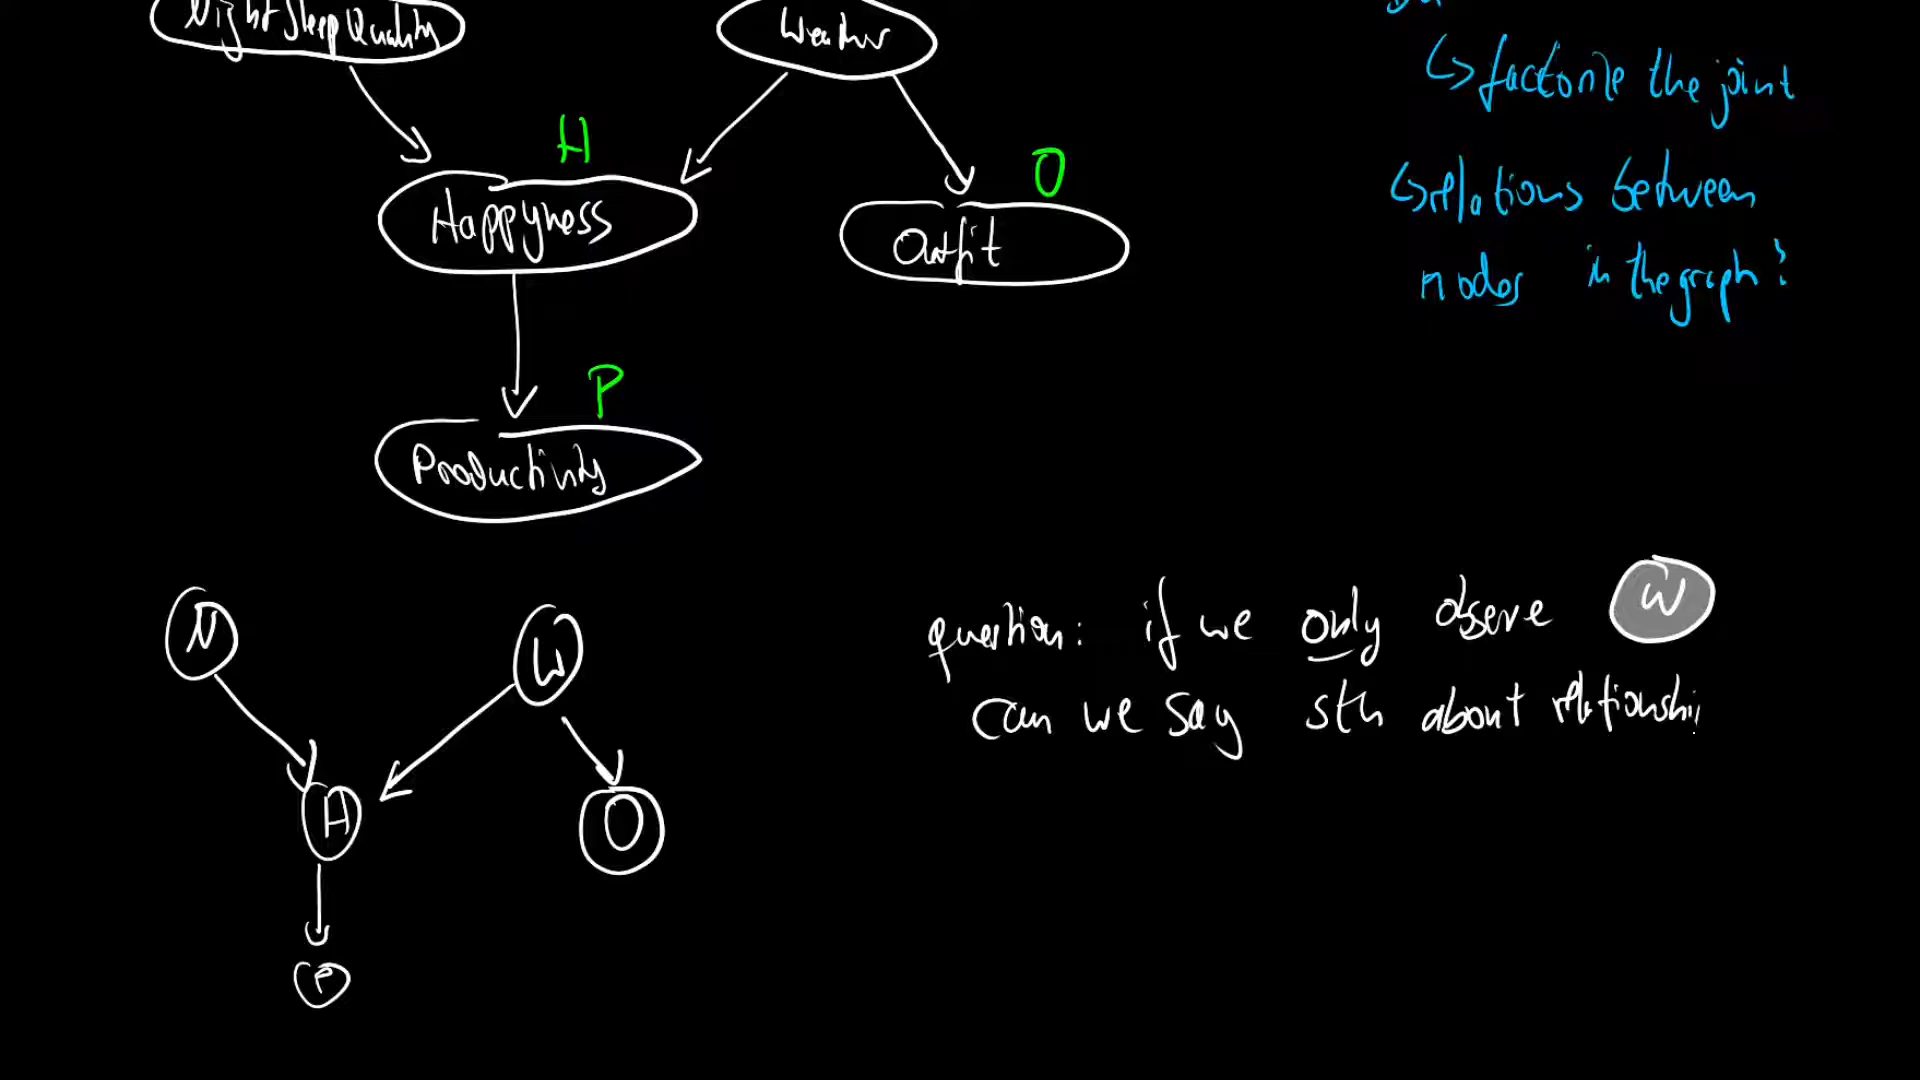 Night Sleep Quality
Weather
↳ factorize the joint
H
O
↳ relations between
Happyness
Outfit
nodes in the graph?
P
Productivity
N
W
question: if we only observe W
can we say sth about relationshi
H
O
P